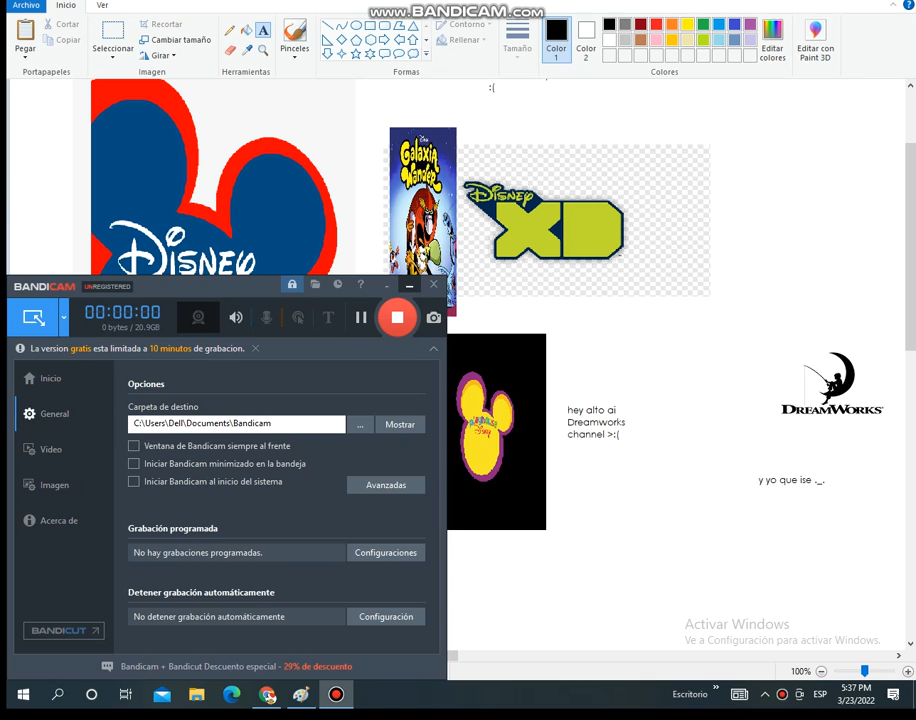 www.BANDICAM.com
Archivo Inicio Ver
Pegar
Cortar
Copiar
Portapapeles
Seleccionar
Recortar
Cambiar tamaño
Girar
Imagen
Herramientas
Pinceles
Formas
Contorno
Rellenar
Tamaño
Color 1
Color 2
Editar colores
Colores
Editar con Paint 3D
:(
Disney
Disney
Galaxia
Wander
Disney
XD
BANDICAM UNREGISTERED
00:00:00
0 bytes / 20.9GB
La version gratis esta limitada a 10 minutos de grabacion.
Inicio
General
Video
Imagen
Acerca de
BANDICUT
Opciones
Carpeta de destino
C:\Users\Dell\Documents\Bandicam
... Mostrar
Ventana de Bandicam siempre al frente
Iniciar Bandicam minimizado en la bandeja
Iniciar Bandicam al inicio del sistema
Avanzadas
Grabación programada
No hay grabaciones programadas.
Configuraciones
Detener grabación automáticamente
No detener grabación automáticamente
Configuración
Bandicam + Bandicut Descuento especial - 29% de descuento
Disney
hey alto ai
Dreamworks
channel >:(
DREAMWORKS
y yo que ise ._.
Activar Windows
Ve a Configuración para activar Windows.
100%
Escritorio
ESP
5:37 PM
3/23/2022